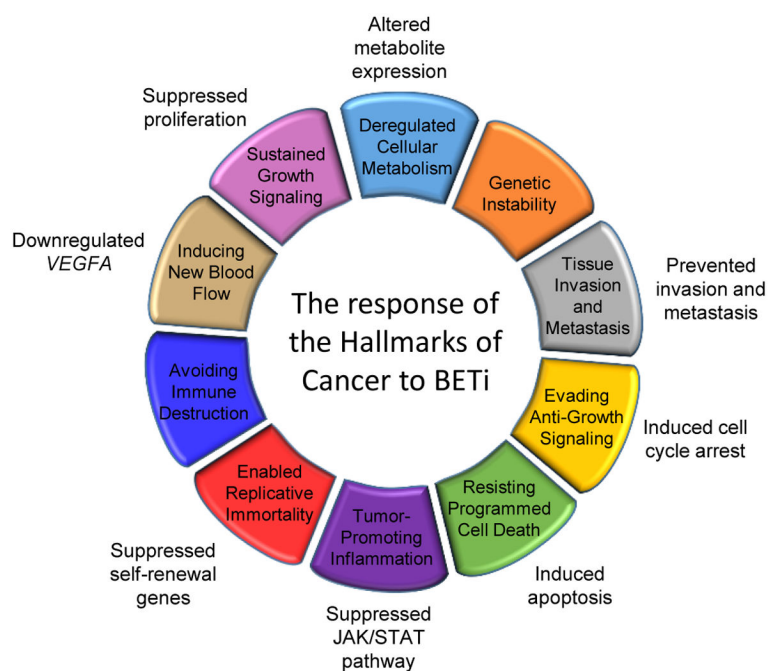 Altered
metabolite
expression
Deregulated
Cellular
Metabolism
Genetic
Instability
Prevented
invasion and
metastasis
Tissue
Invasion
and
Metastasis
Induced cell
cycle arrest
Evading
Anti-Growth
Signaling
Induced
apoptosis
Resisting
Programmed
Cell Death
Suppressed
JAK/STAT
pathway
Tumor-
Promoting
Inflammation
Suppressed
self-renewal
genes
Enabled
Replicative
Immortality
Avoiding
Immune
Destruction
Downregulated
VEGFA
Inducing
New Blood
Flow
Suppressed
proliferation
Sustained
Growth
Signaling
The response of
the Hallmarks of
Cancer to BETi